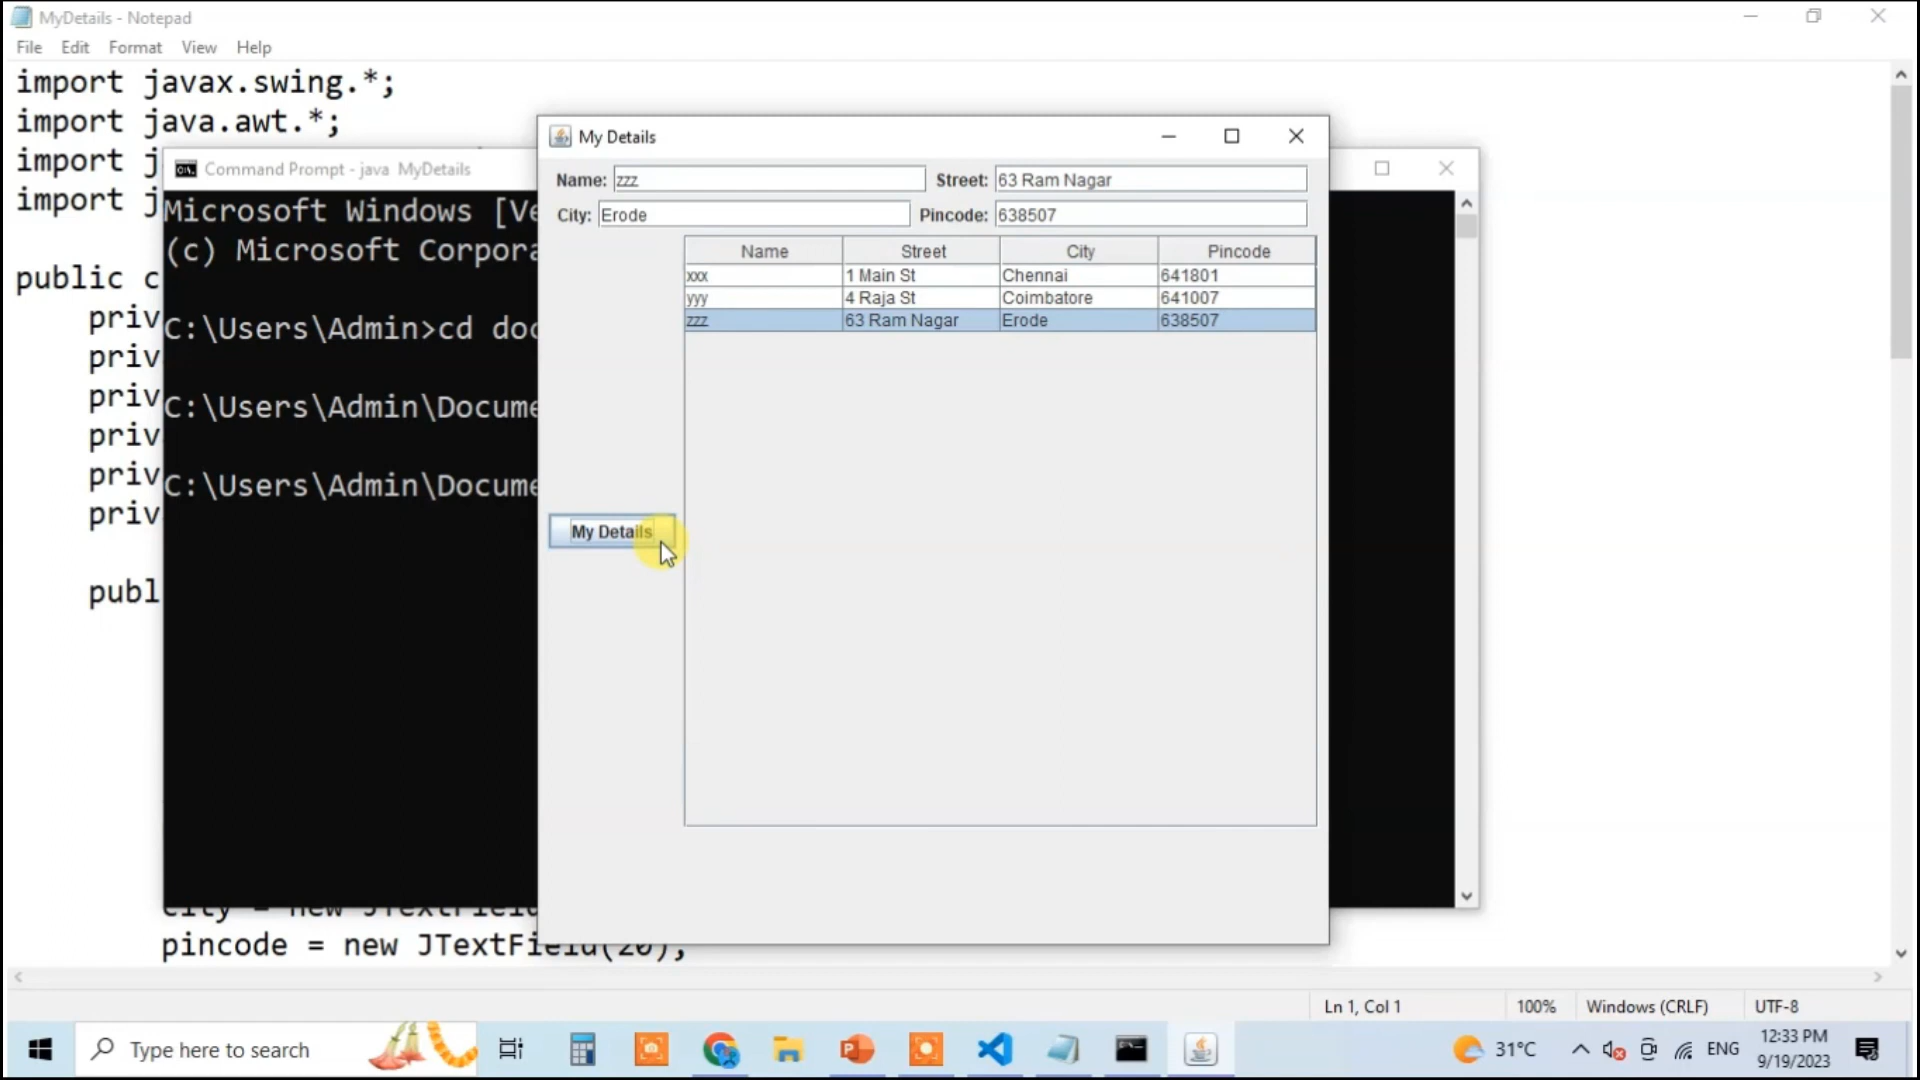 MyDetails - Notepad
File Edit Format View Help
import javax.swing.*;
import java.awt.*;
import j
import j
public c
priv
priv
priv
priv
priv
priv
publ
city = new JTextField
pincode = new JTextField(20);
Command Prompt - java MyDetails
Microsoft Windows [Ve
(c) Microsoft Corpora
C:\Users\Admin>cd doc
C:\Users\Admin\Docume
C:\Users\Admin\Docume
My Details
Name: zzz Street: 63 Ram Nagar
City: Erode Pincode: 638507
Name Street City Pincode
xxx 1 Main St Chennai 641801
yyy 4 Raja St Coimbatore 641007
zzz 63 Ram Nagar Erode 638507
My Details
Ln 1, Col 1 100% Windows (CRLF) UTF-8
Type here to search
31°C ENG 12:33 PM
9/19/2023